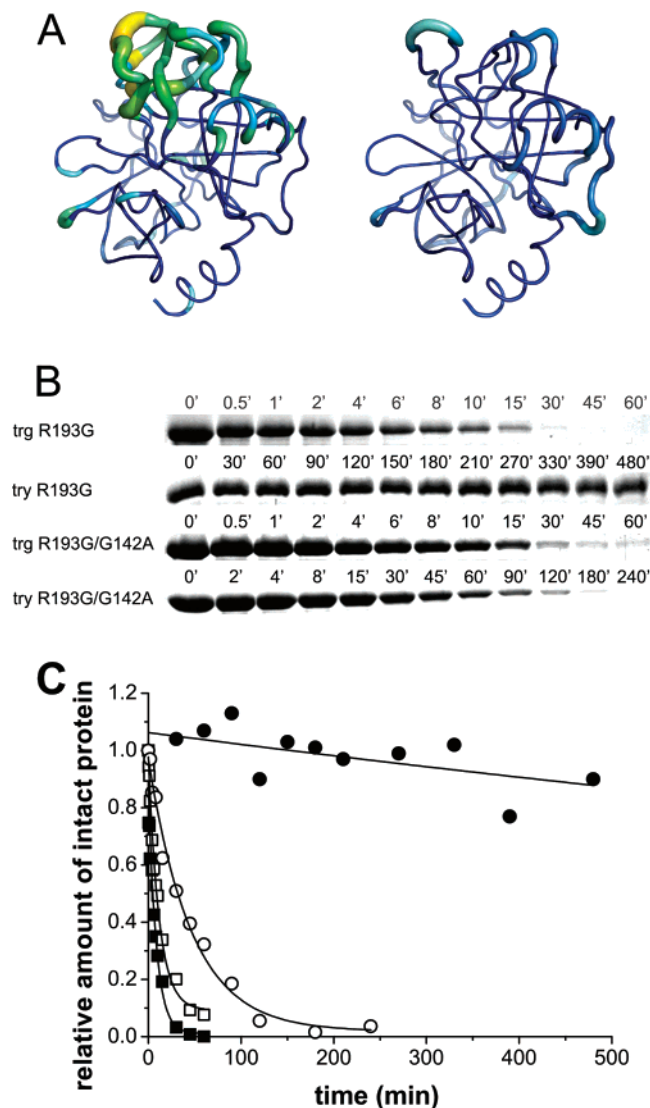 A
B
0' 0.5' 1' 2' 4' 6' 8' 10' 15' 30' 45' 60'
trg R193G
0' 30' 60' 90' 120' 150' 180' 210' 270' 330' 390' 480'
try R193G
0' 0.5' 1' 2' 4' 6' 8' 10' 15' 30' 45' 60'
trg R193G/G142A
0' 2' 4' 8' 15' 30' 45' 60' 90' 120' 180' 240'
try R193G/G142A
C
relative amount of intact protein
1.2
1.0
0.8
0.6
0.4
0.2
0.0
0 100 200 300 400 500
time (min)